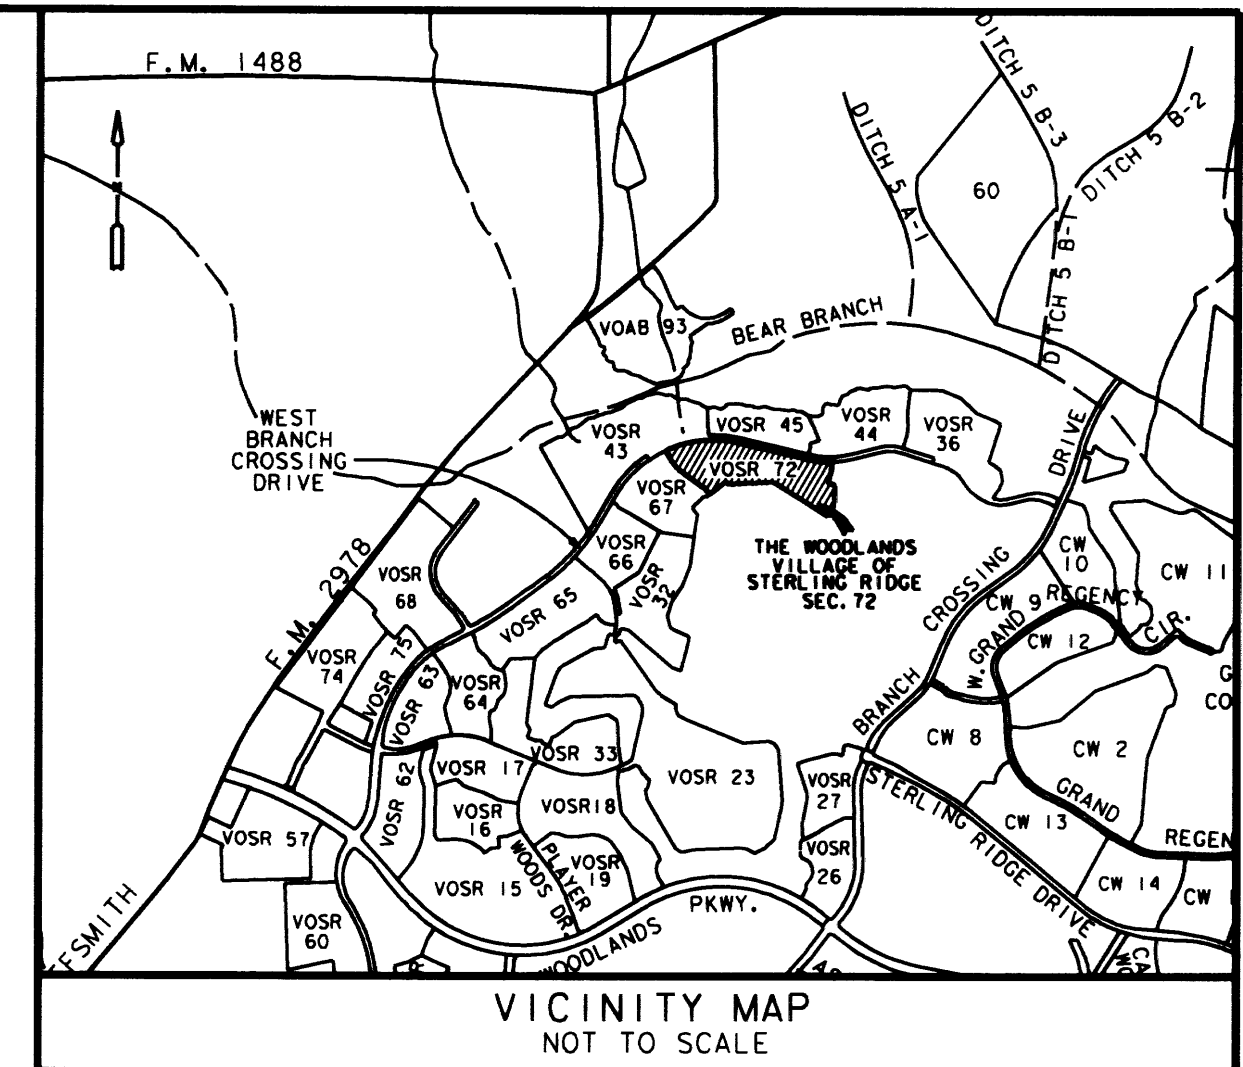 F.M. 1488
DITCH 5 B-3
DITCH 5 B-2
DITCH 5 A-1
60
DITCH 5 B-1
VOAB 93
BEAR BRANCH
WEST
BRANCH
CROSSING
DRIVE
VOSR
43
VOSR 45
VOSR
44
VOSR
36
DRIVE
VOSR 72
VOSR
67
THE WOODLANDS
VILLAGE OF
STERLING RIDGE
SEC. 72
VOSR
66
VOSR
32
CW
10
CW 11
F.M. 2978
VOSR
68
VOSR 65
CROSSING
CW 9
REGENCY
CIR.
W. GRAND
CW 12
VOSR
74
VOSR 75
VOSR 63
VOSR
64
BRANCH
G
CO
CW 8
CW 2
VOSR 33
VOSR 17
VOSR 23
VOSR
27
VOSR 62
VOSR
16
VOSR18
STERLING RIDGE DRIVE
GRAND
REGEN
CW 13
VOSR 57
PLAYER
WOODS DR.
VOSR
19
VOSR
26
VOSR 15
CW 14
CW 1
PKWY.
WOODLANDS
VOSR
60
FSMITH
R
CA
WO
VICINITY MAP
NOT TO SCALE